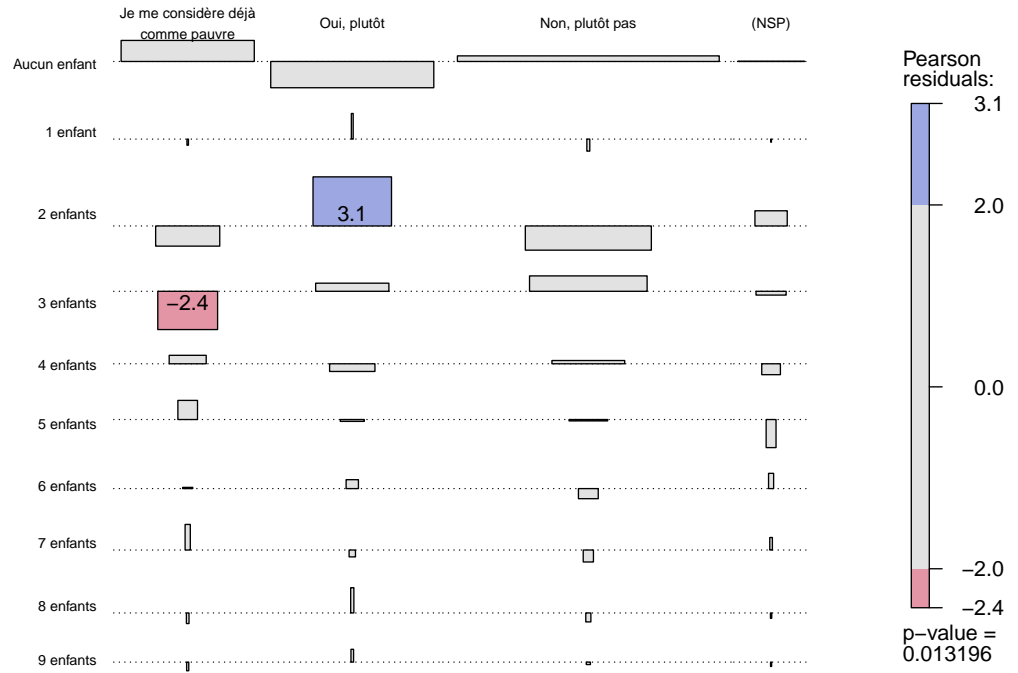 Je me considère déjà
comme pauvre
Oui, plutôt
Non, plutôt pas
(NSP)
Aucun enfant
1 enfant
2 enfants
3.1
3 enfants
−2.4
4 enfants
5 enfants
6 enfants
7 enfants
8 enfants
9 enfants
Pearson
residuals:
3.1
2.0
0.0
−2.0
−2.4
p−value =
0.013196